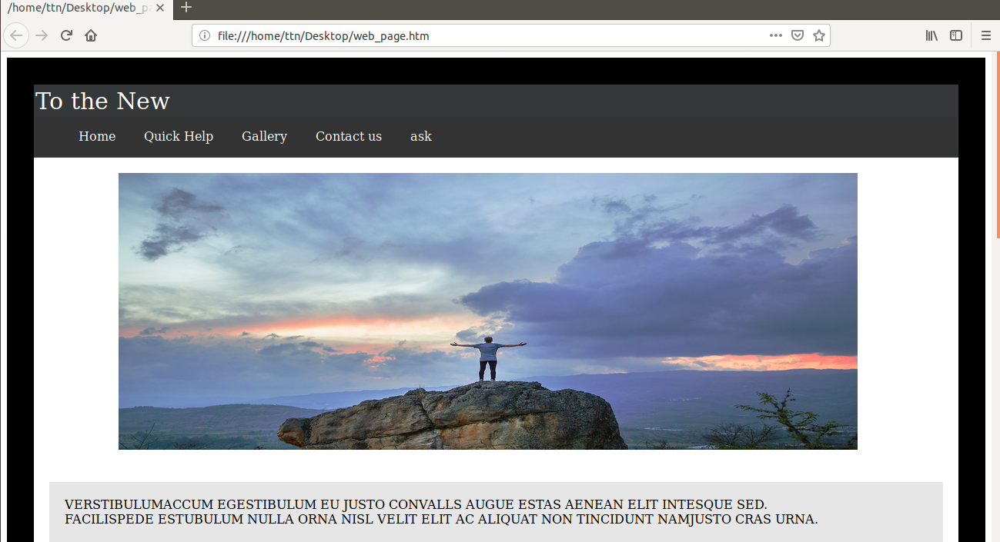 /home/ttn/Desktop/web_p
file:///home/ttn/Desktop/web_page.htm
To the New
Home Quick Help Gallery Contact us ask
VERSTIBULUMACCUM EGESTIBULUM EU JUSTO CONVALLS AUGUE ESTAS AENEAN ELIT INTESQUE SED.
FACILISPEDE ESTUBULUM NULLA ORNA NISL VELIT ELIT AC ALIQUAT NON TINCIDUNT NAMJUSTO CRAS URNA.